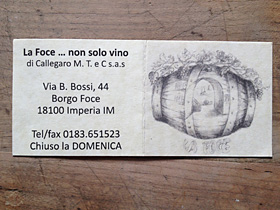 La Foce ... non solo vino
di Callegaro M. T. e C s.a.s
Via B. Bossi, 44
Borgo Foce
18100 Imperia IM
Tel/fax 0183.651523
Chiuso la DOMENICA
LA FOCE